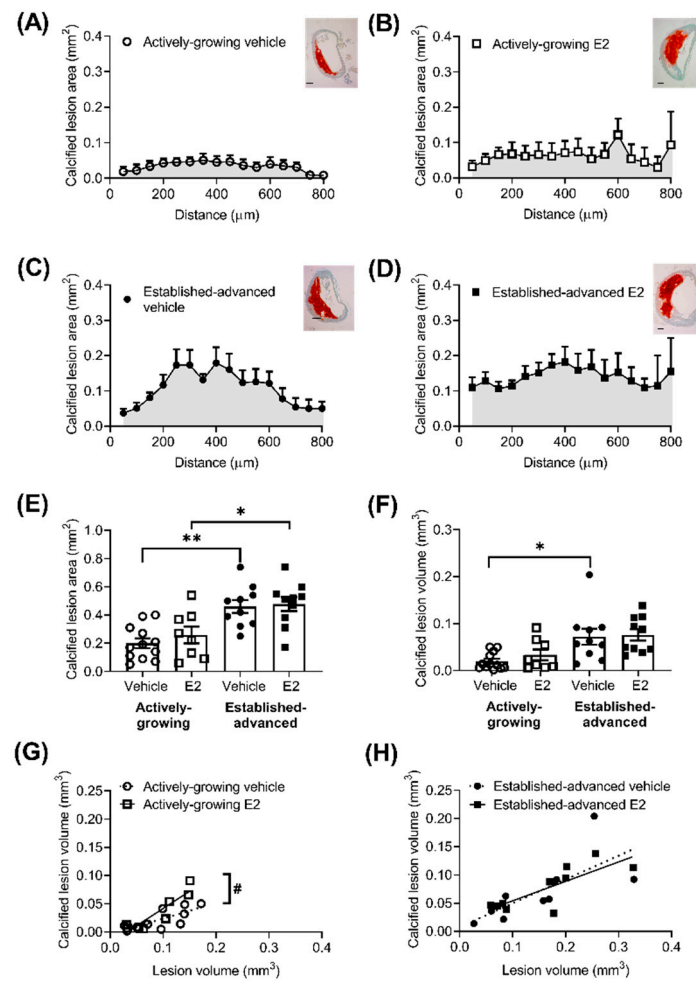 (A)
Actively-growing vehicle
Calcified lesion area (mm²)
0.4
0.3
0.2
0.1
0.0
0 200 400 600 800
Distance (μm)
(B)
Actively-growing E2
Calcified lesion area (mm²)
0.4
0.3
0.2
0.1
0.0
0 200 400 600 800
Distance (μm)
(C)
Established-advanced
vehicle
Calcified lesion area (mm²)
0.4
0.3
0.2
0.1
0.0
0 200 400 600 800
Distance (μm)
(D)
Established-advanced E2
Calcified lesion area (mm²)
0.4
0.3
0.2
0.1
0.0
0 200 400 600 800
Distance (μm)
(E)
Calcified lesion area (mm²)
1.0
0.8
0.6
0.4
0.2
0.0
*
**
Vehicle E2 Vehicle E2
Actively- Established-
growing advanced
(F)
Calcified lesion volume (mm³)
0.3
0.2
0.1
0.0
*
Vehicle E2 Vehicle E2
Actively- Established-
growing advanced
(G)
Actively-growing vehicle
Actively-growing E2
Calcified lesion volume (mm³)
0.25
0.20
0.15
0.10
0.05
0.00
#
0.0 0.1 0.2 0.3 0.4
Lesion volume (mm³)
(H)
Established-advanced vehicle
Established-advanced E2
Calcified lesion volume (mm³)
0.25
0.20
0.15
0.10
0.05
0.00
0.0 0.1 0.2 0.3 0.4
Lesion volume (mm³)